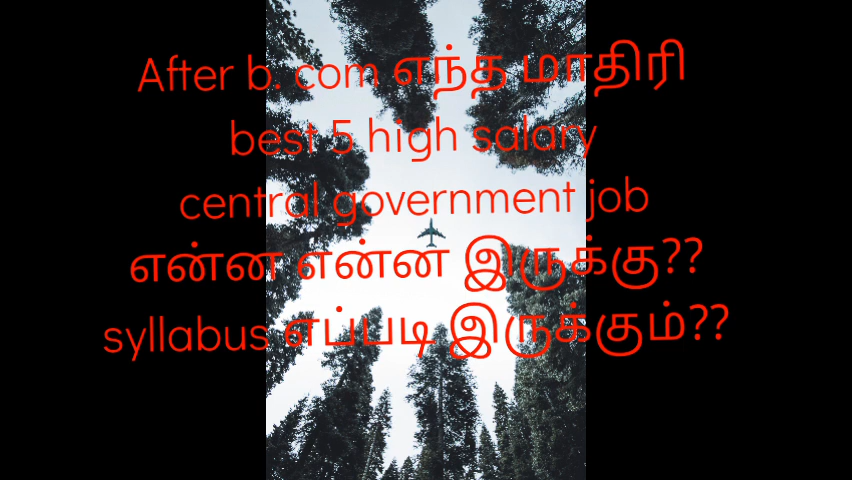 After b. com எந்த மாதிரி
best 5 high salary
central government job
என்ன என்ன இருக்கு??
syllabus எப்படி இருக்கும்??